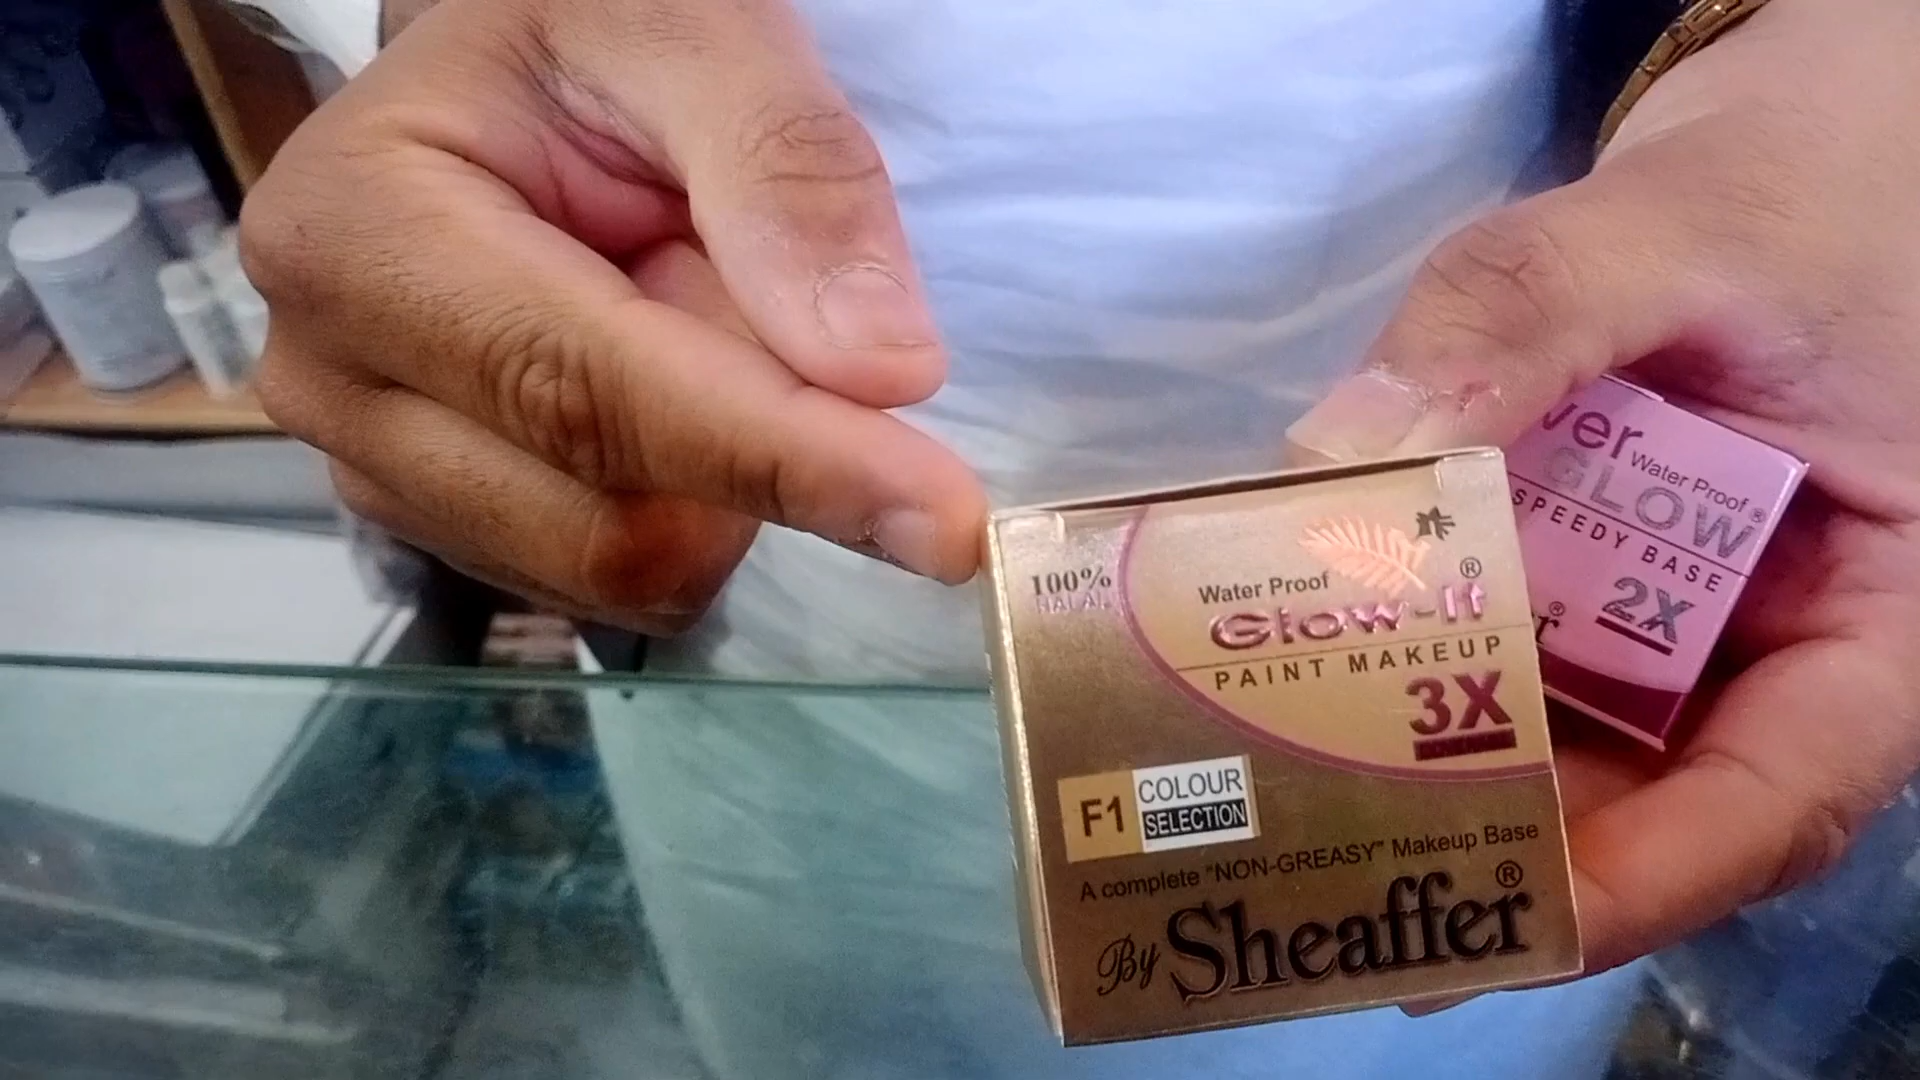 100%
HALAL
Water Proof
Glow-It®
PAINT MAKEUP
3X
F1
COLOUR
SELECTION
A complete "NON-GREASY" Makeup Base
By Sheaffer®
Water Proof
GLOW®
SPEEDY BASE
2X